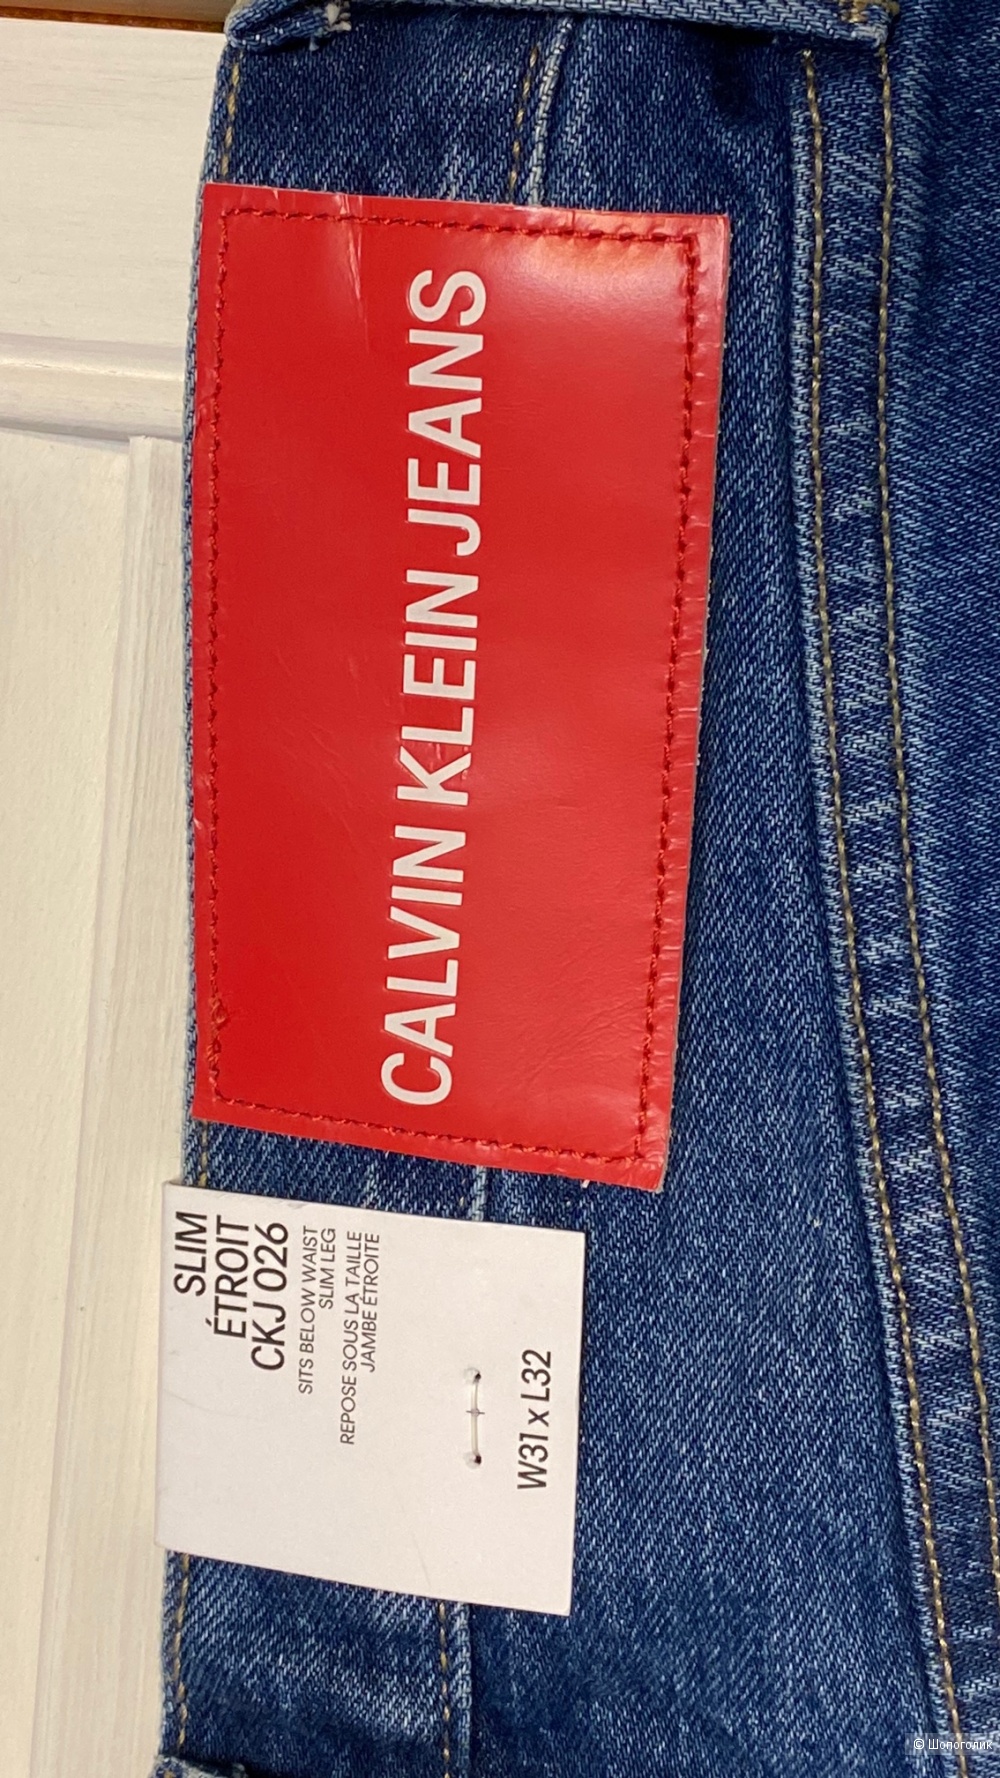 CALVIN KLEIN JEANS
SLIM
ÉTROIT
CKJ 026
SITS BELOW WAIST
SLIM LEG
REPOSE SOUS LA TAILLE
JAMBE ÉTROITE
W31 x L32
© Шопоголик